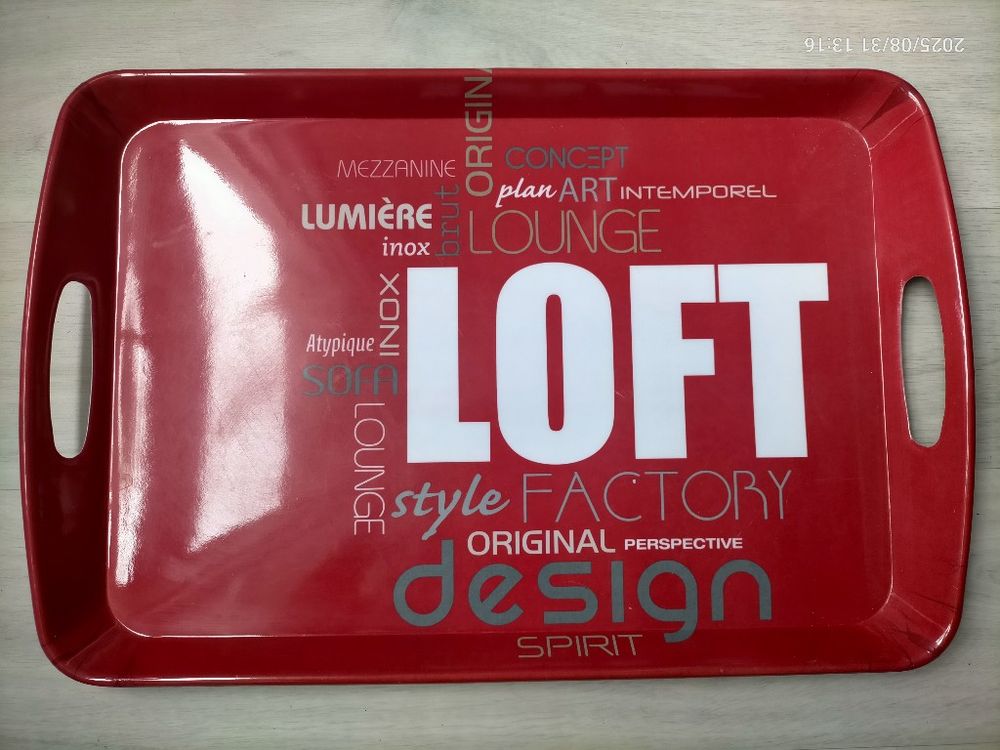 2025/08/31 13:16
ORIGIN
MEZZANINE
CONCEPT
plan ART INTEMPOREL
LUMIÈRE
brut
LOUNGE
inox
INOX
LOFT
Atypique
SOFA
LOUNGE
style FACTORY
ORIGINAL PERSPECTIVE
design
SPIRIT